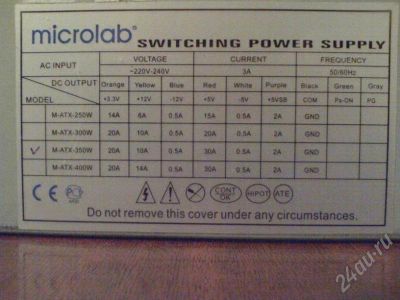 microlab® SWITCHING POWER SUPPLY
AC INPUT VOLTAGE CURRENT FREQUENCY
~220V-240V 3A 50/60Hz
DC OUTPUT Orange Yellow Blue Red White Purple Black Green Gray
MODEL +3.3V +12V -12V +5V -5V +5VSB COM Ps-ON PG
M-ATX-250W 14A 8A 0.5A 15A 0.5A 2A GND
M-ATX-300W 20A 10A 0.5A 20A 0.5A 2A GND
✓ M-ATX-350W 20A 10A 0.5A 30A 0.5A 2A GND
M-ATX-400W 20A 14A 0.5A 30A 0.5A 2A GND
CE CONT OK HIPOT ATE
Do not remove this cover under any circumstances.
24au.ru